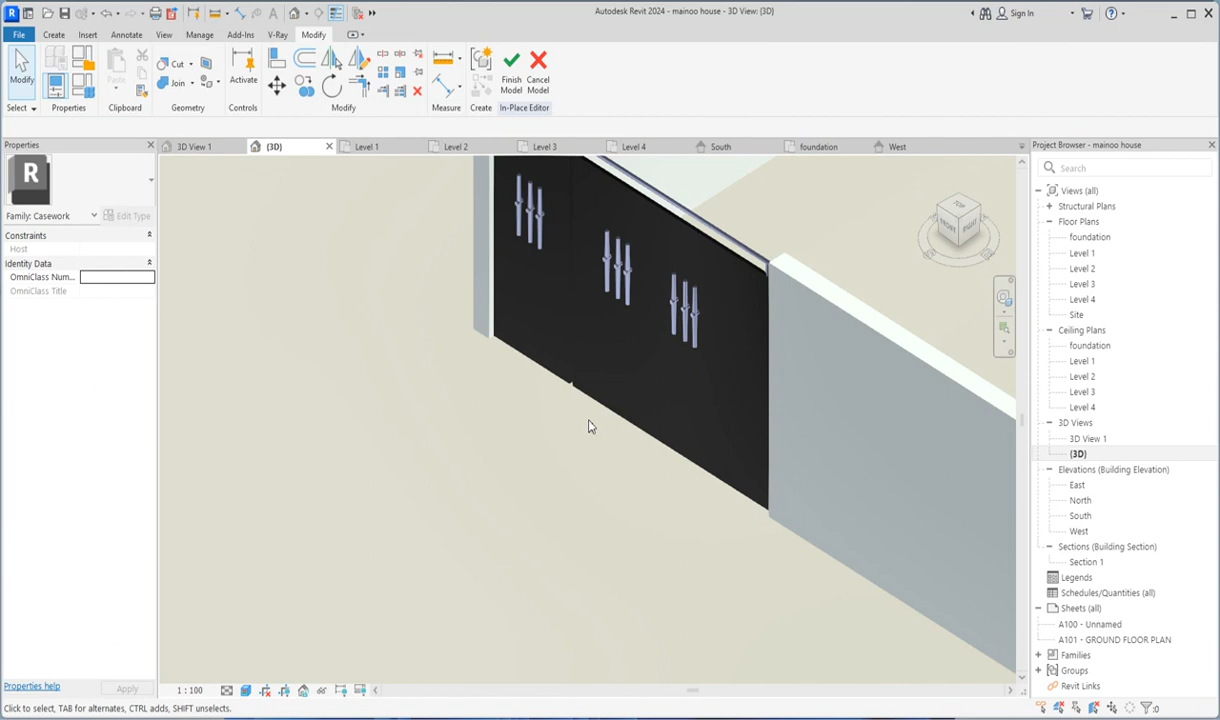 Autodesk Revit 2024 - mainoo house - 3D View: {3D}
Sign In
File
Create
Insert
Annotate
View
Manage
Add-Ins
V-Ray
Modify
Modify
Paste
Cut
Join
Activate
Measure
Create
Finish Model
Cancel Model
Select
Properties
Clipboard
Geometry
Controls
Modify
Measure
Create
In-Place Editor
Properties
R
Family: Casework
Edit Type
Constraints
Host
Identity Data
OmniClass Num...
OmniClass Title
Properties help
Apply
3D View 1
{3D}
Level 1
Level 2
Level 3
Level 4
South
foundation
West
TOP
FRONT
RIGHT
1 : 100
Project Browser - mainoo house
Search
Views (all)
Structural Plans
Floor Plans
foundation
Level 1
Level 2
Level 3
Level 4
Site
Ceiling Plans
foundation
Level 1
Level 2
Level 3
Level 4
3D Views
3D View 1
{3D}
Elevations (Building Elevation)
East
North
South
West
Sections (Building Section)
Section 1
Legends
Schedules/Quantities (all)
Sheets (all)
A100 - Unnamed
A101 - GROUND FLOOR PLAN
Families
Groups
Revit Links
Click to select, TAB for alternates, CTRL adds, SHIFT unselects.
:0